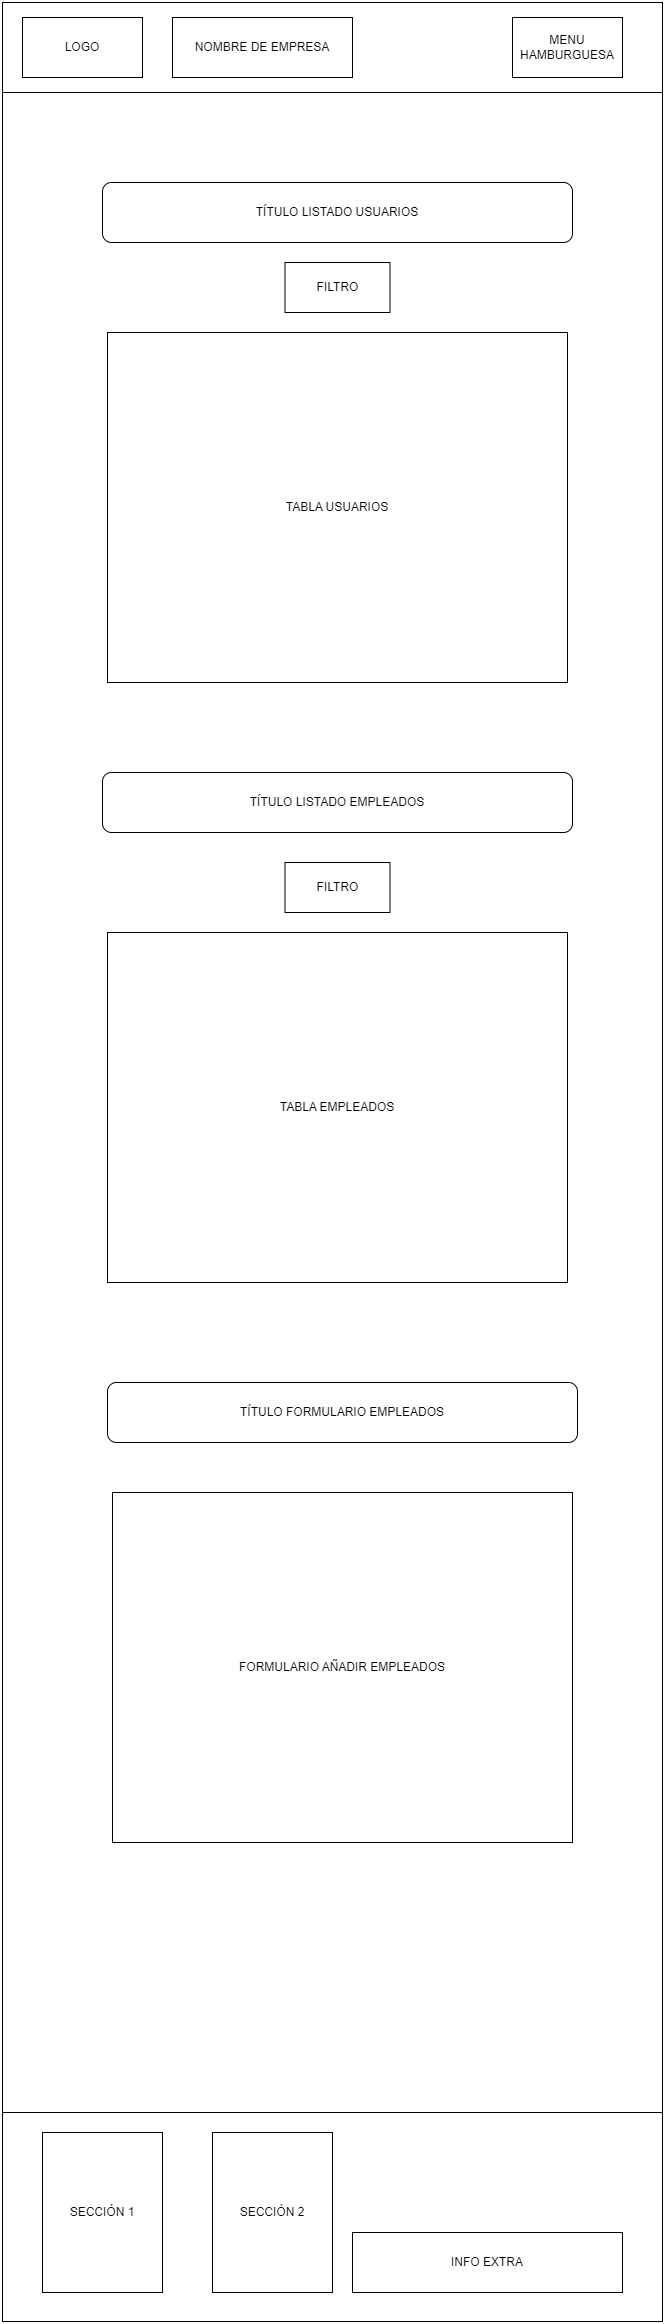 LOGO
NOMBRE DE EMPRESA
MENU
HAMBURGUESA
TÍTULO LISTADO USUARIOS
FILTRO
TABLA USUARIOS
TÍTULO LISTADO EMPLEADOS
FILTRO
TABLA EMPLEADOS
TÍTULO FORMULARIO EMPLEADOS
FORMULARIO AÑADIR EMPLEADOS
SECCIÓN 1
SECCIÓN 2
INFO EXTRA